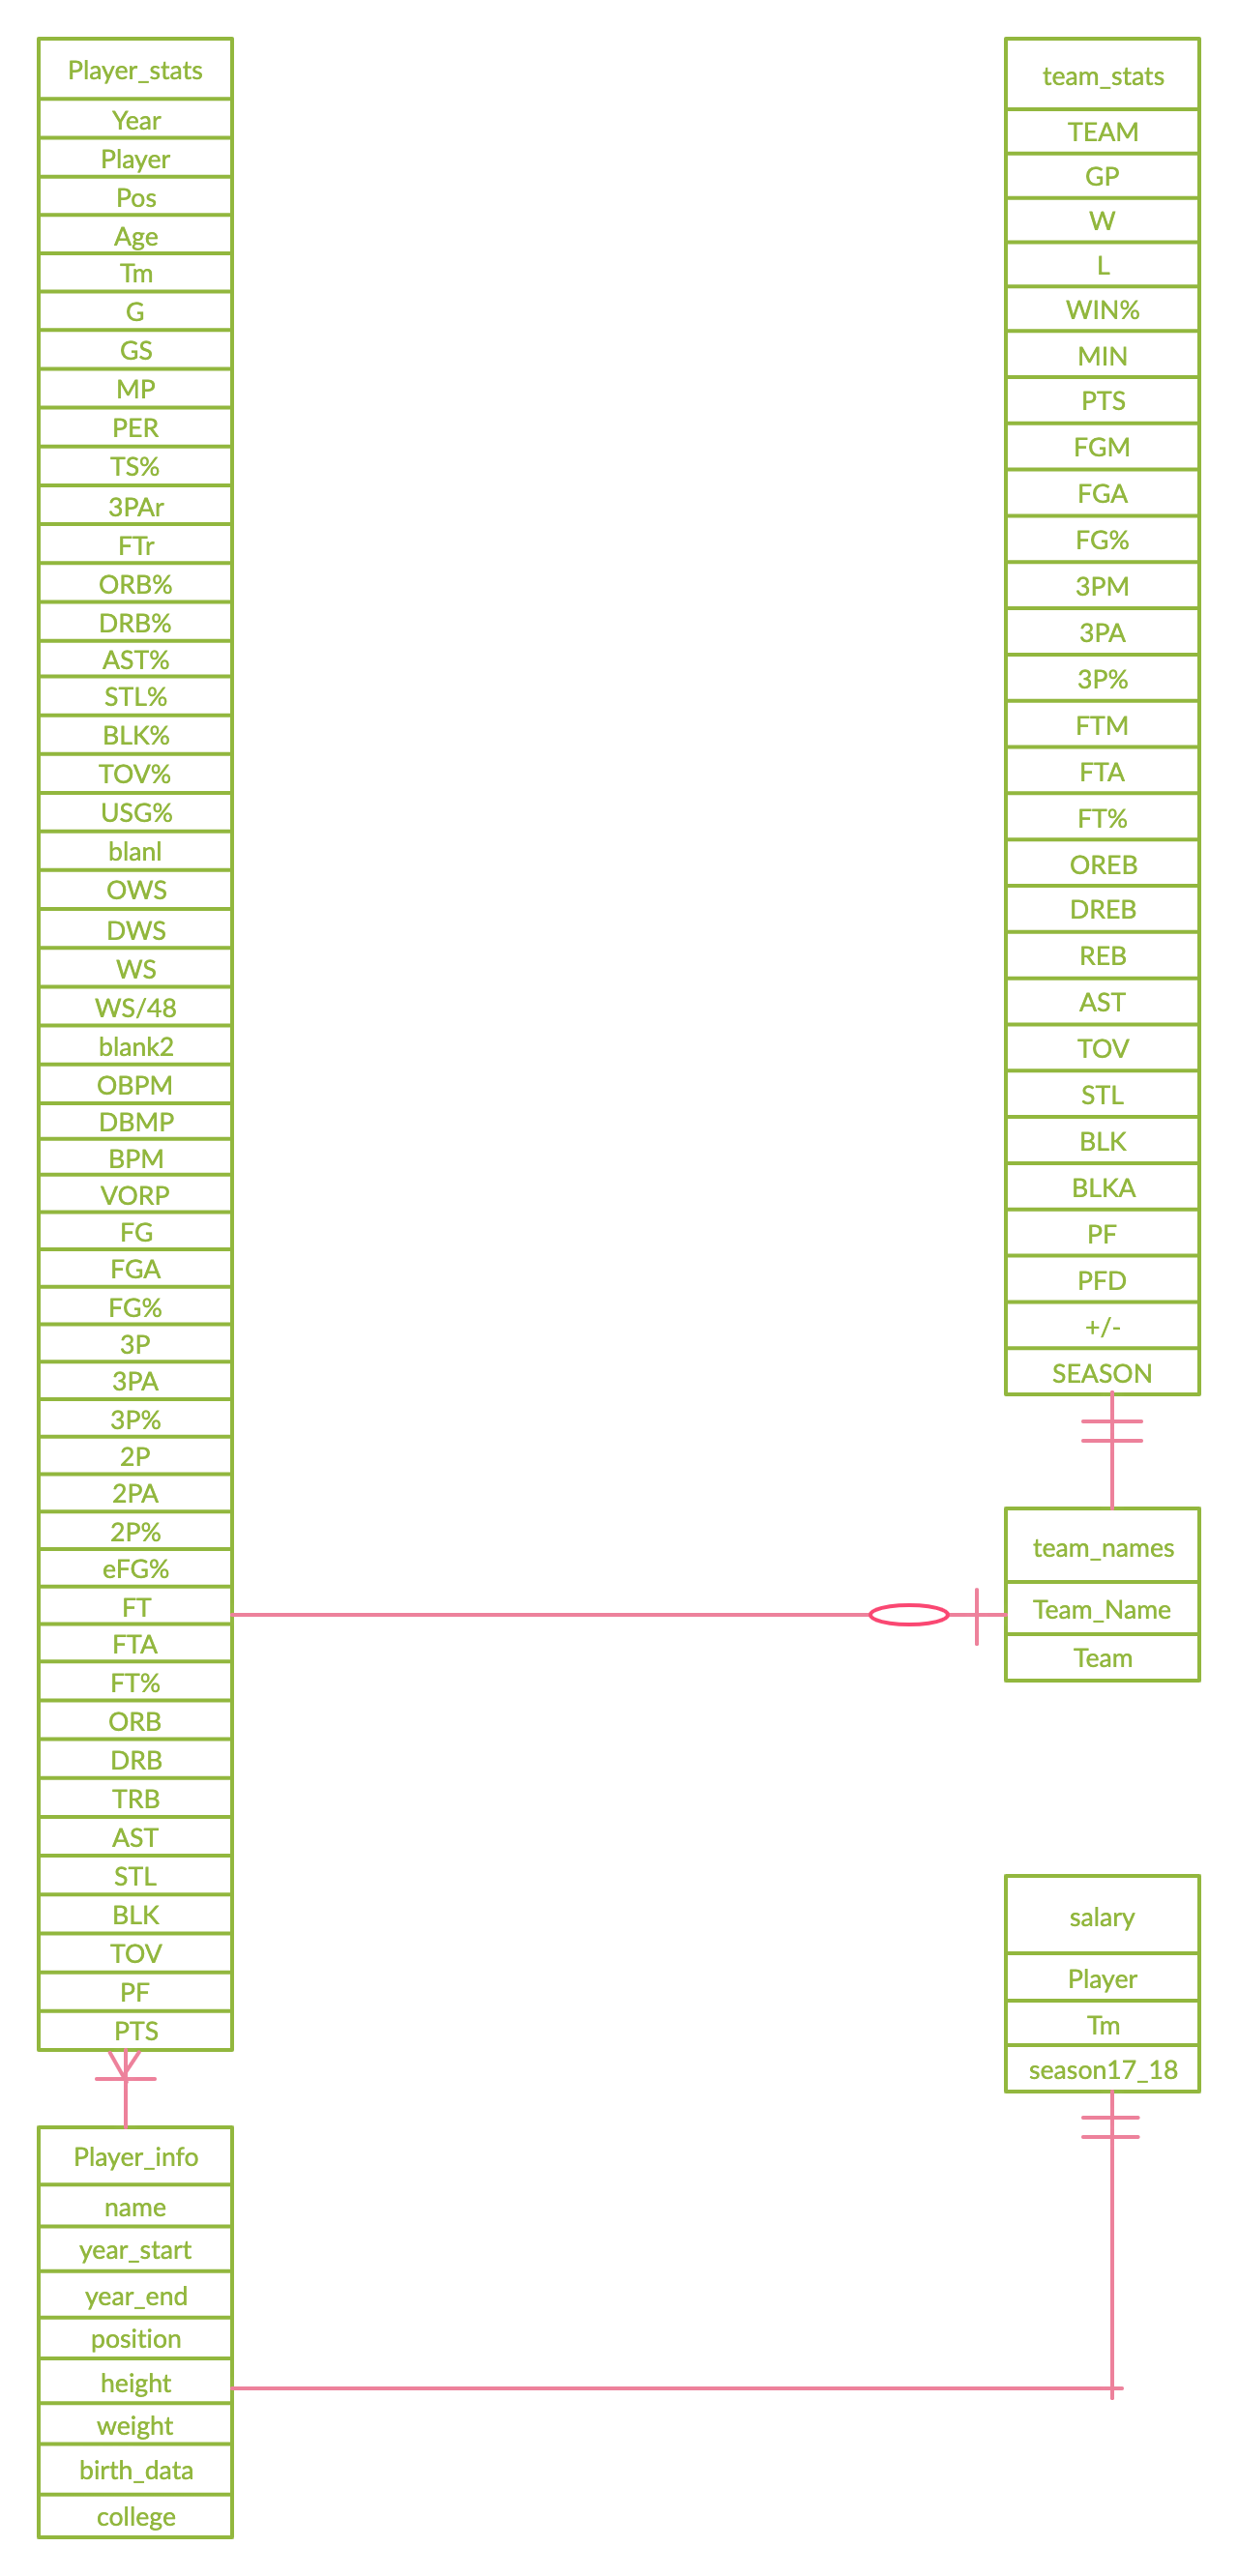 Player_stats
Year
Player
Pos
Age
Tm
G
GS
MP
PER
TS%
3PAr
FTr
ORB%
DRB%
AST%
STL%
BLK%
TOV%
USG%
blanl
OWS
DWS
WS
WS/48
blank2
OBPM
DBMP
BPM
VORP
FG
FGA
FG%
3P
3PA
3P%
2P
2PA
2P%
eFG%
FT
FTA
FT%
ORB
DRB
TRB
AST
STL
BLK
TOV
PF
PTS
Player_info
name
year_start
year_end
position
height
weight
birth_data
college
team_stats
TEAM
GP
W
L
WIN%
MIN
PTS
FGM
FGA
FG%
3PM
3PA
3P%
FTM
FTA
FT%
OREB
DREB
REB
AST
TOV
STL
BLK
BLKA
PF
PFD
+/-
SEASON
team_names
Team_Name
Team
salary
Player
Tm
season17_18